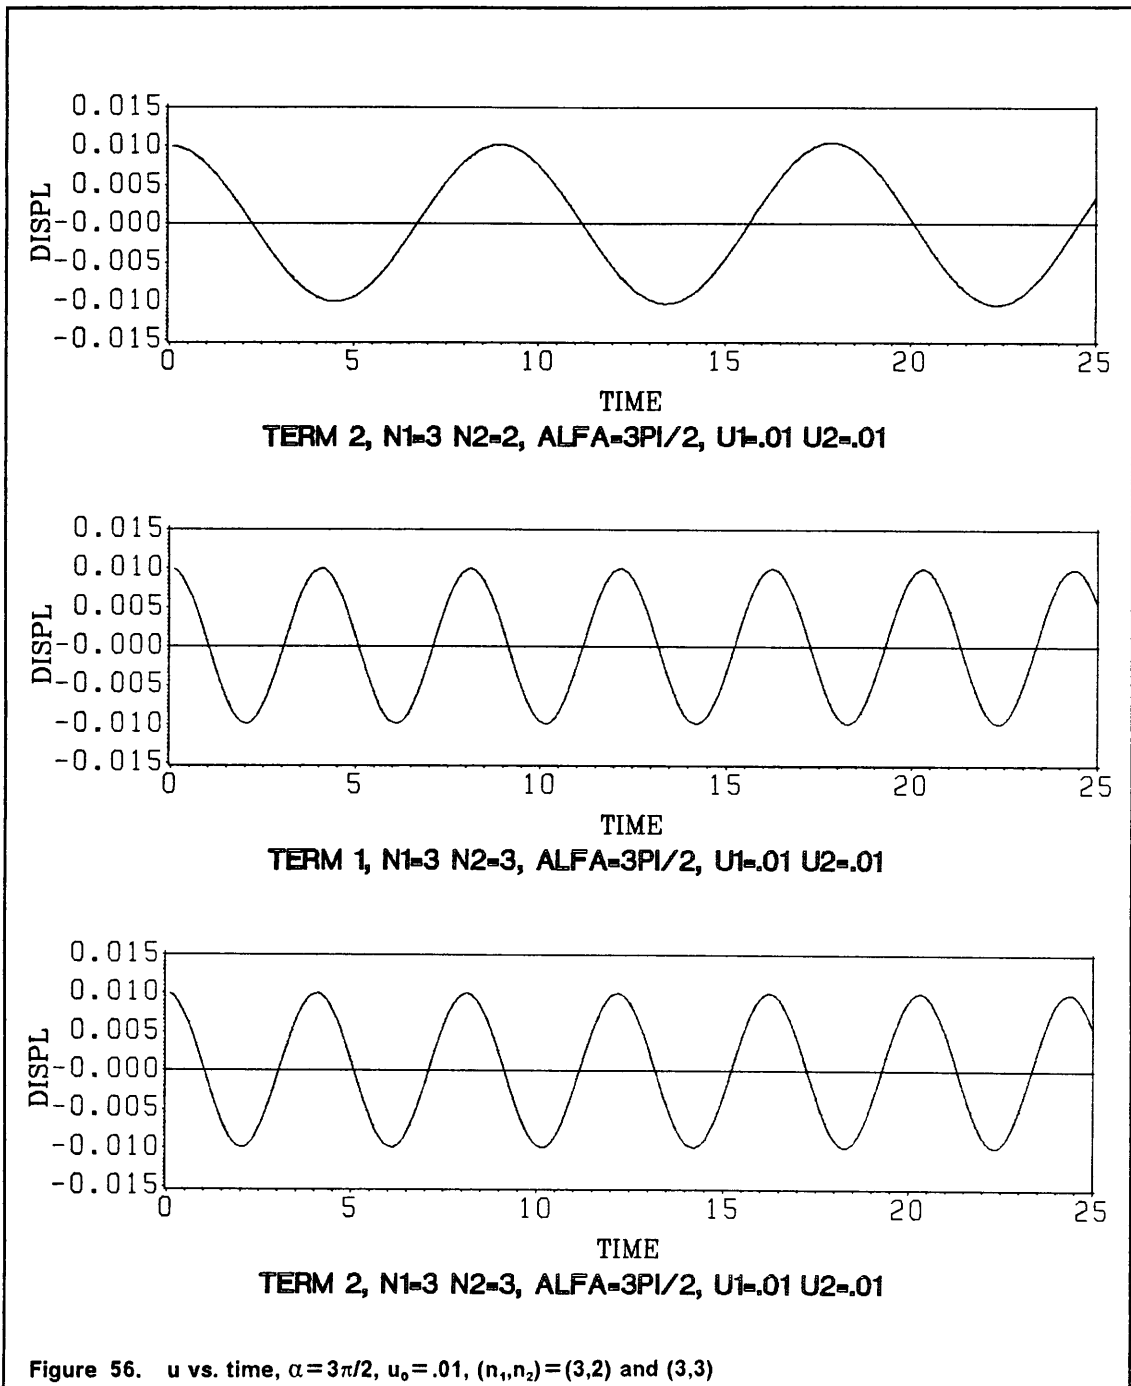 0.015
0.010
0.005
-0.000
-0.005
-0.010
-0.015
DISPL
0 5 10 15 20 25
TIME
TERM 2, N1=3 N2=2, ALFA=3PI/2, U1=.01 U2=.01
0.015
0.010
0.005
-0.000
-0.005
-0.010
-0.015
DISPL
0 5 10 15 20 25
TIME
TERM 1, N1=3 N2=3, ALFA=3PI/2, U1=.01 U2=.01
0.015
0.010
0.005
-0.000
-0.005
-0.010
-0.015
DISPL
0 5 10 15 20 25
TIME
TERM 2, N1=3 N2=3, ALFA=3PI/2, U1=.01 U2=.01
Figure 56. u vs. time, α=3π/2, u₀=.01, (n₁,n₂)=(3,2) and (3,3)